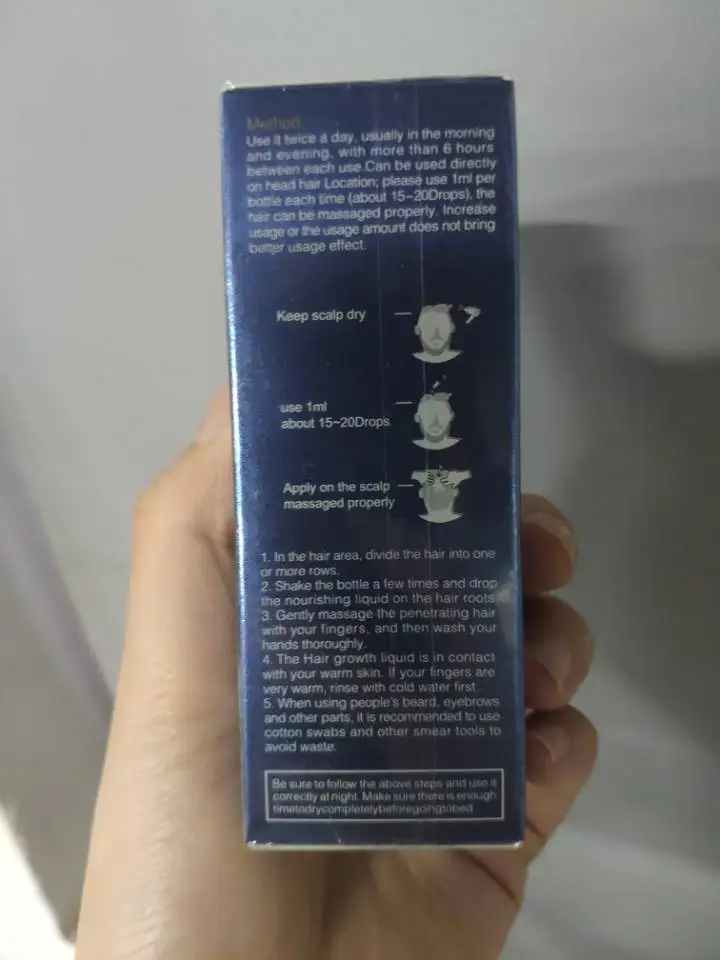 Method
Use it twice a day, usually in the morning
and evening, with more than 6 hours
between each use.Can be used directly
on head hair Location; please use 1ml per
bottle each time (about 15~20Drops), the
hair can be massaged properly. Increase
usage or the usage amount does not bring
better usage effect.
Keep scalp dry
use 1ml
about 15~20Drops
Apply on the scalp
massaged properly
1. In the hair area, divide the hair into one
or more rows.
2. Shake the bottle a few times and drop
the nourishing liquid on the hair roots
3. Gently massage the penetrating hair
with your fingers, and then wash your
hands thoroughly.
4. The Hair growth liquid is in contact
with your warm skin. If your fingers are
very warm, rinse with cold water first.
5. When using people's beard, eyebrows
and other parts, it is recommended to use
cotton swabs and other smear tools to
avoid waste.
Be sure to follow the above steps and use it
correctly at night. Make sure there is enough
timetodrycompletelybeforegoingtobed.